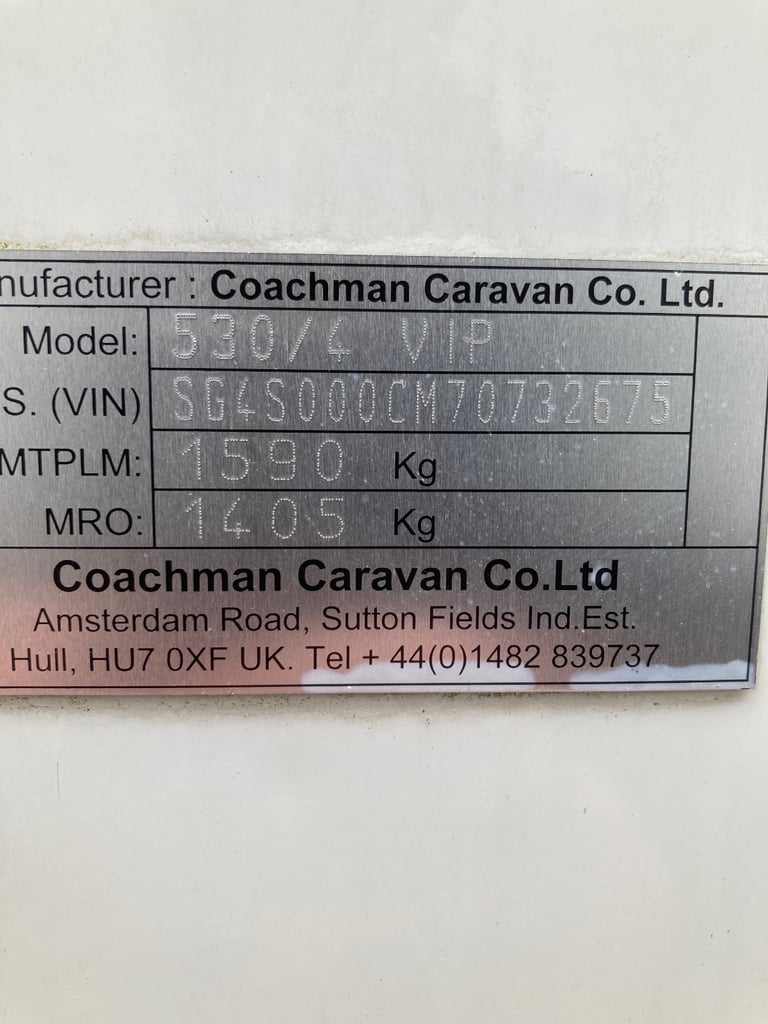 nufacturer : Coachman Caravan Co. Ltd.
Model: 530/4 VIP
S. (VIN) SG4S000CM70732675
MTPLM: 1590 Kg
MRO: 1405 Kg
Coachman Caravan Co.Ltd
Amsterdam Road, Sutton Fields Ind.Est.
Hull, HU7 0XF UK. Tel + 44(0)1482 839737